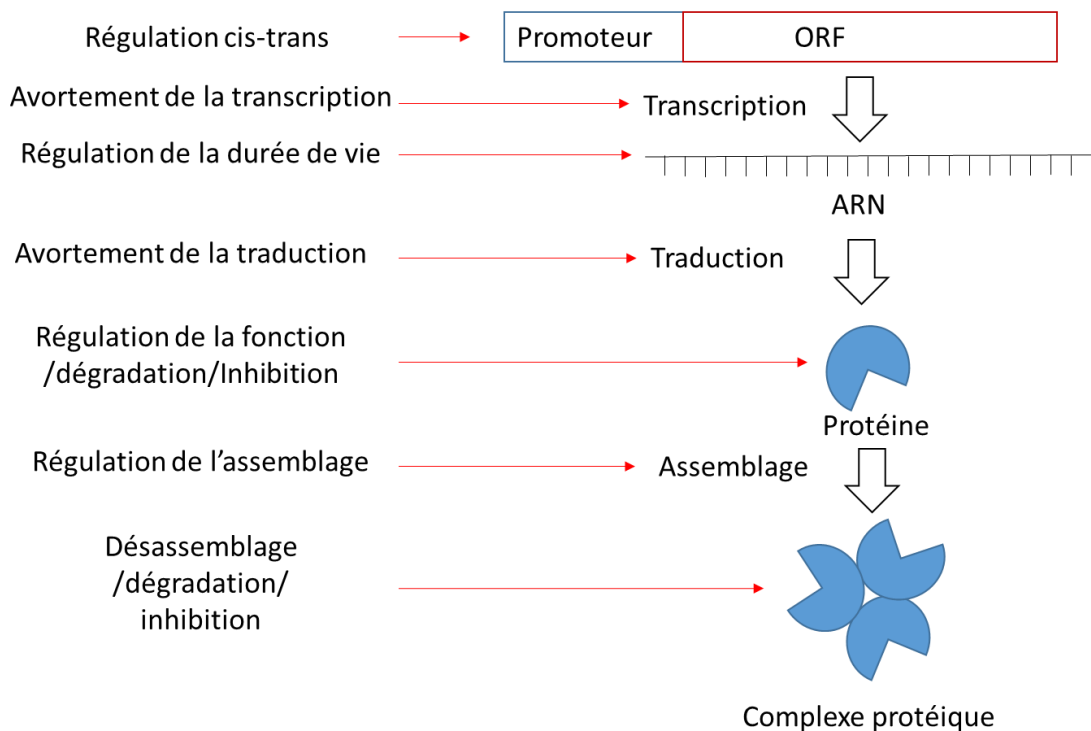 Régulation cis-trans
Promoteur
ORF
Avortement de la transcription
Transcription
Régulation de la durée de vie
ARN
Avortement de la traduction
Traduction
Régulation de la fonction
/dégradation/Inhibition
Protéine
Régulation de l’assemblage
Assemblage
Désassemblage
/dégradation/
inhibition
Complexe protéique